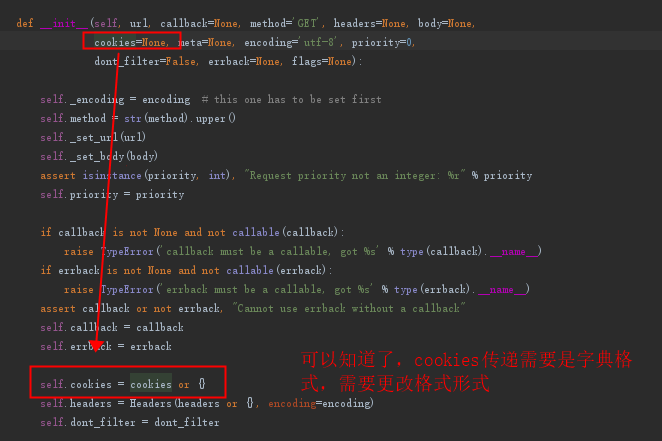 def __init__(self, url, callback=None, method='GET', headers=None, body=None,
cookies=None, meta=None, encoding='utf-8', priority=0,
dont_filter=False, errback=None, flags=None):
self._encoding = encoding  # this one has to be set first
self.method = str(method).upper()
self._set_url(url)
self._set_body(body)
assert isinstance(priority, int), "Request priority not an integer: %r" % priority
self.priority = priority
if callback is not None and not callable(callback):
raise TypeError('callback must be a callable, got %s' % type(callback).__name__)
if errback is not None and not callable(errback):
raise TypeError('errback must be a callable, got %s' % type(errback).__name__)
assert callback or not errback, "Cannot use errback without a callback"
self.callback = callback
self.errback = errback
可以知道了，cookies传递需要是字典格
式，需要更改格式形式
self.cookies = cookies or {}
self.headers = Headers(headers or {}, encoding=encoding)
self.dont_filter = dont_filter